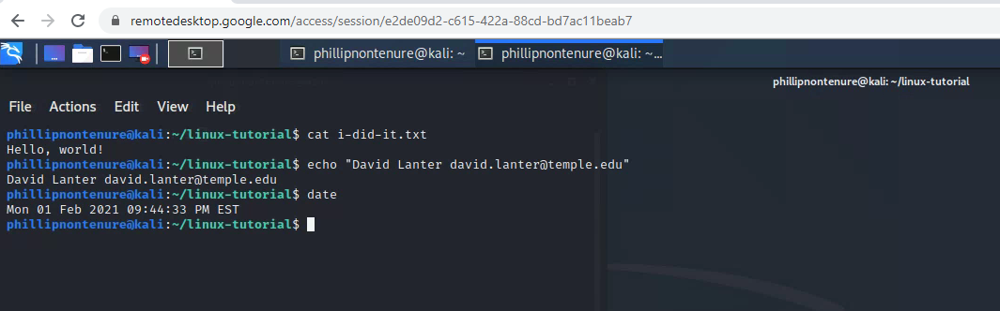 remotedesktop.google.com/access/session/e2de09d2-c615-422a-88cd-bd7ac11beab7
phillipnontenure@kali: ~ phillipnontenure@kali: ~...
phillipnontenure@kali: ~/linux-tutorial
File Actions Edit View Help
phillipnontenure@kali:~/linux-tutorial$ cat i-did-it.txt
Hello, world!
phillipnontenure@kali:~/linux-tutorial$ echo "David Lanter david.lanter@temple.edu"
David Lanter david.lanter@temple.edu
phillipnontenure@kali:~/linux-tutorial$ date
Mon 01 Feb 2021 09:44:33 PM EST
phillipnontenure@kali:~/linux-tutorial$